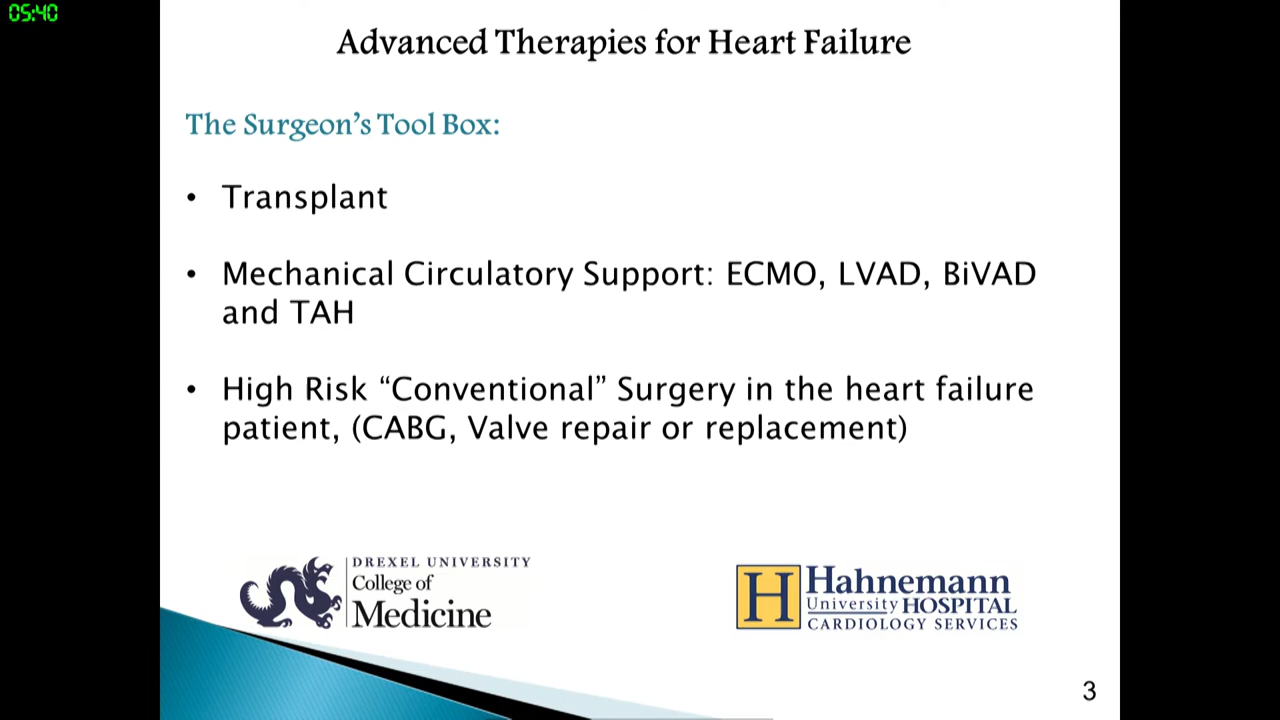 05:40
Advanced Therapies for Heart Failure
The Surgeon's Tool Box:
• Transplant
• Mechanical Circulatory Support: ECMO, LVAD, BiVAD
and TAH
• High Risk “Conventional” Surgery in the heart failure
patient, (CABG, Valve repair or replacement)
DREXEL UNIVERSITY
College of
Medicine
H
Hahnemann
University HOSPITAL
CARDIOLOGY SERVICES
3